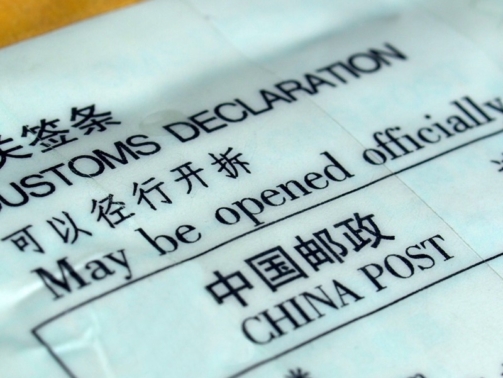 关签条
CUSTOMS DECLARATION
可以径行开拆
May be opened officially
中国邮政
CHINA POST